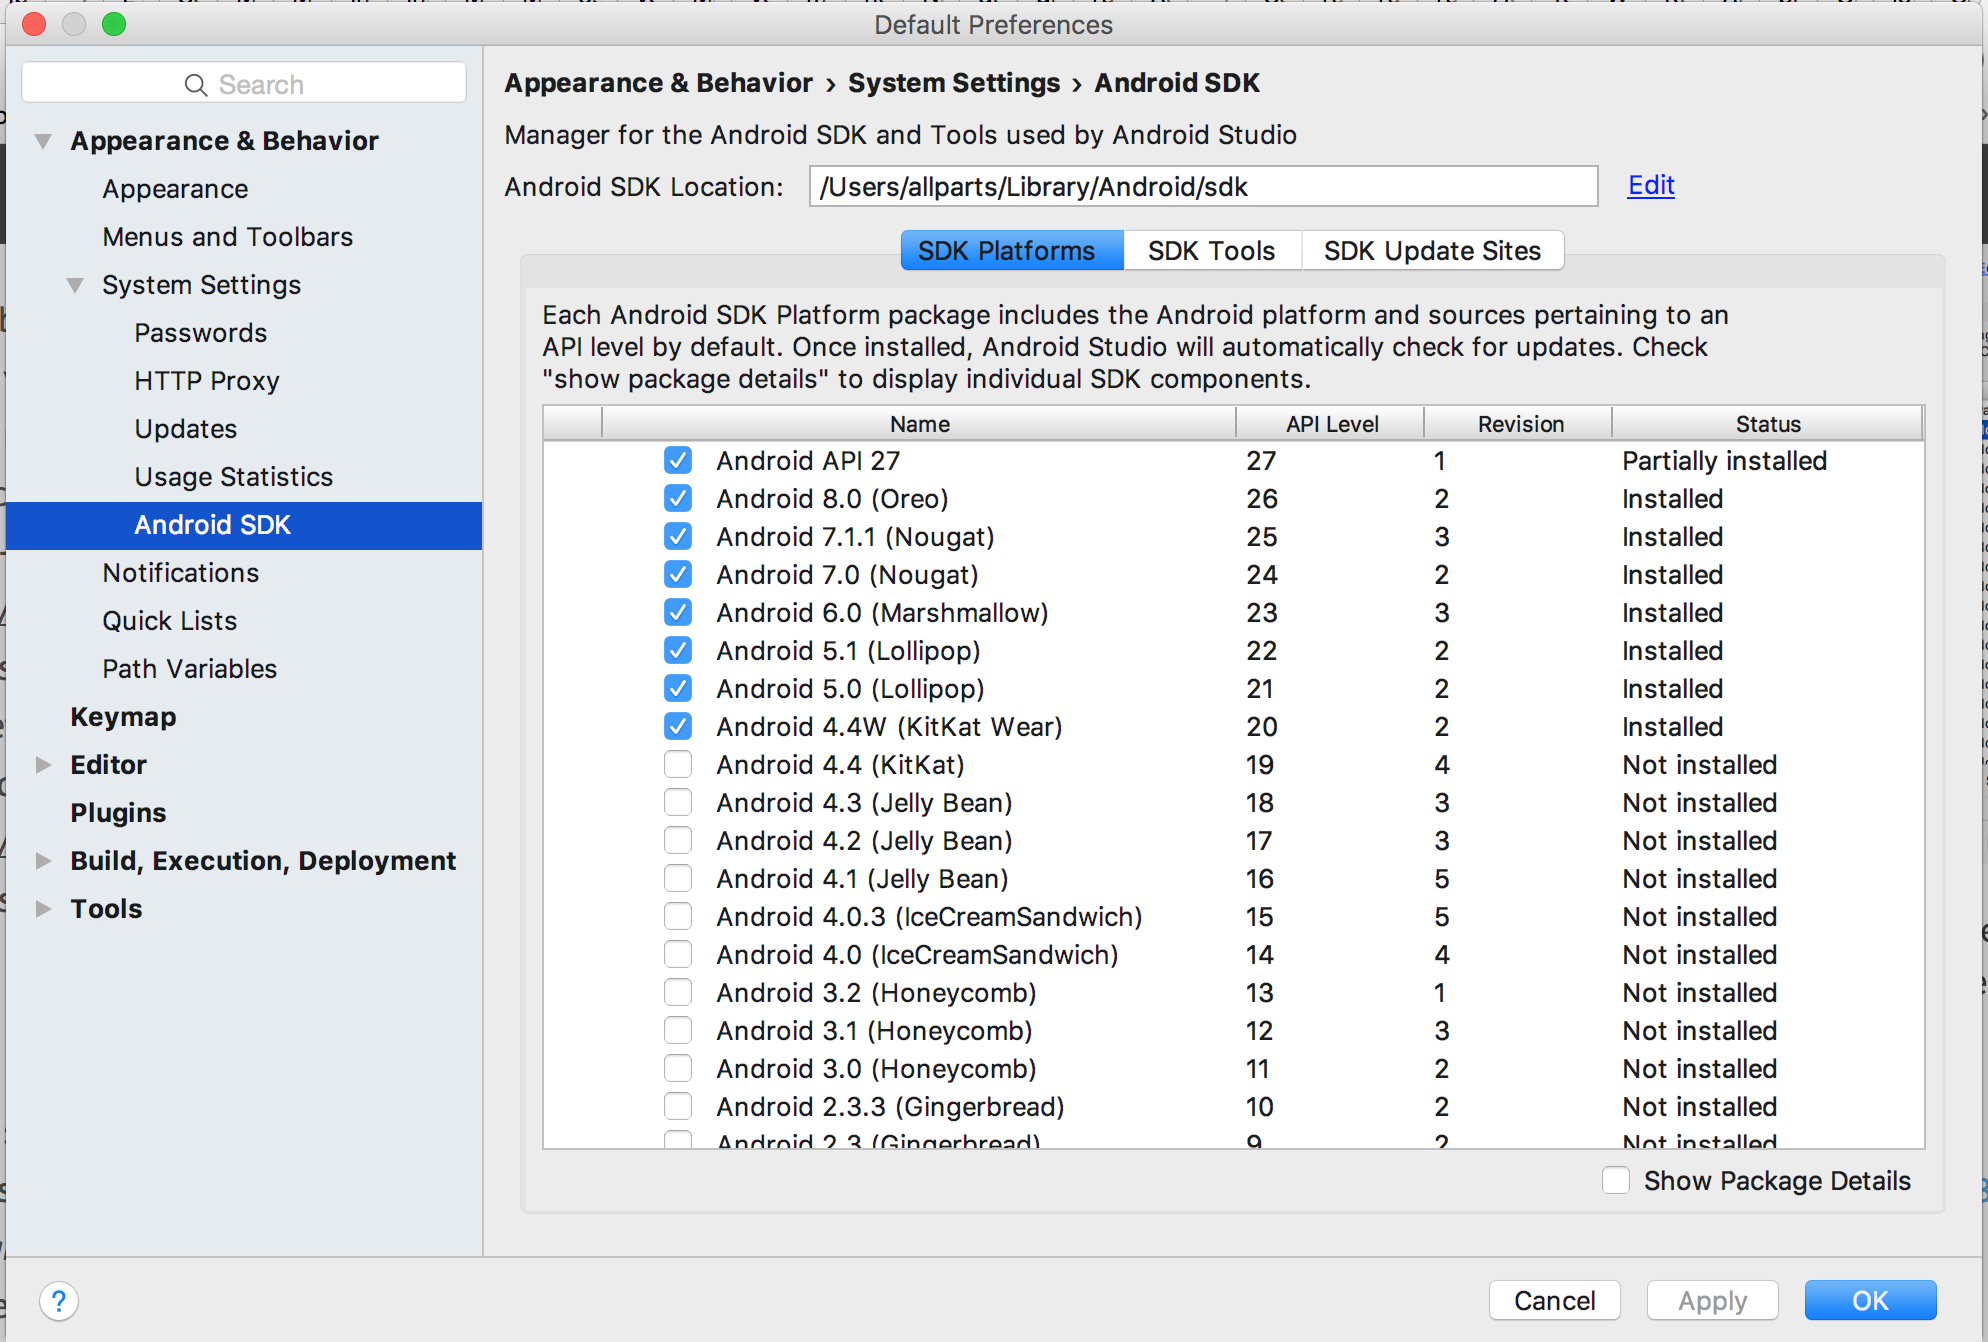 Default Preferences
Search
Appearance & Behavior
Appearance
Menus and Toolbars
System Settings
Passwords
HTTP Proxy
Updates
Usage Statistics
Android SDK
Notifications
Quick Lists
Path Variables
Keymap
Editor
Plugins
Build, Execution, Deployment
Tools
Appearance & Behavior › System Settings › Android SDK
Manager for the Android SDK and Tools used by Android Studio
Android SDK Location: /Users/allparts/Library/Android/sdk Edit
SDK Platforms SDK Tools SDK Update Sites
Each Android SDK Platform package includes the Android platform and sources pertaining to an
API level by default. Once installed, Android Studio will automatically check for updates. Check
"show package details" to display individual SDK components.
Name API Level Revision Status
Android API 27 27 1 Partially installed
Android 8.0 (Oreo) 26 2 Installed
Android 7.1.1 (Nougat) 25 3 Installed
Android 7.0 (Nougat) 24 2 Installed
Android 6.0 (Marshmallow) 23 3 Installed
Android 5.1 (Lollipop) 22 2 Installed
Android 5.0 (Lollipop) 21 2 Installed
Android 4.4W (KitKat Wear) 20 2 Installed
Android 4.4 (KitKat) 19 4 Not installed
Android 4.3 (Jelly Bean) 18 3 Not installed
Android 4.2 (Jelly Bean) 17 3 Not installed
Android 4.1 (Jelly Bean) 16 5 Not installed
Android 4.0.3 (IceCreamSandwich) 15 5 Not installed
Android 4.0 (IceCreamSandwich) 14 4 Not installed
Android 3.2 (Honeycomb) 13 1 Not installed
Android 3.1 (Honeycomb) 12 3 Not installed
Android 3.0 (Honeycomb) 11 2 Not installed
Android 2.3.3 (Gingerbread) 10 2 Not installed
Android 2.3 (Gingerbread) 9 2 Not installed
Show Package Details
? Cancel Apply OK